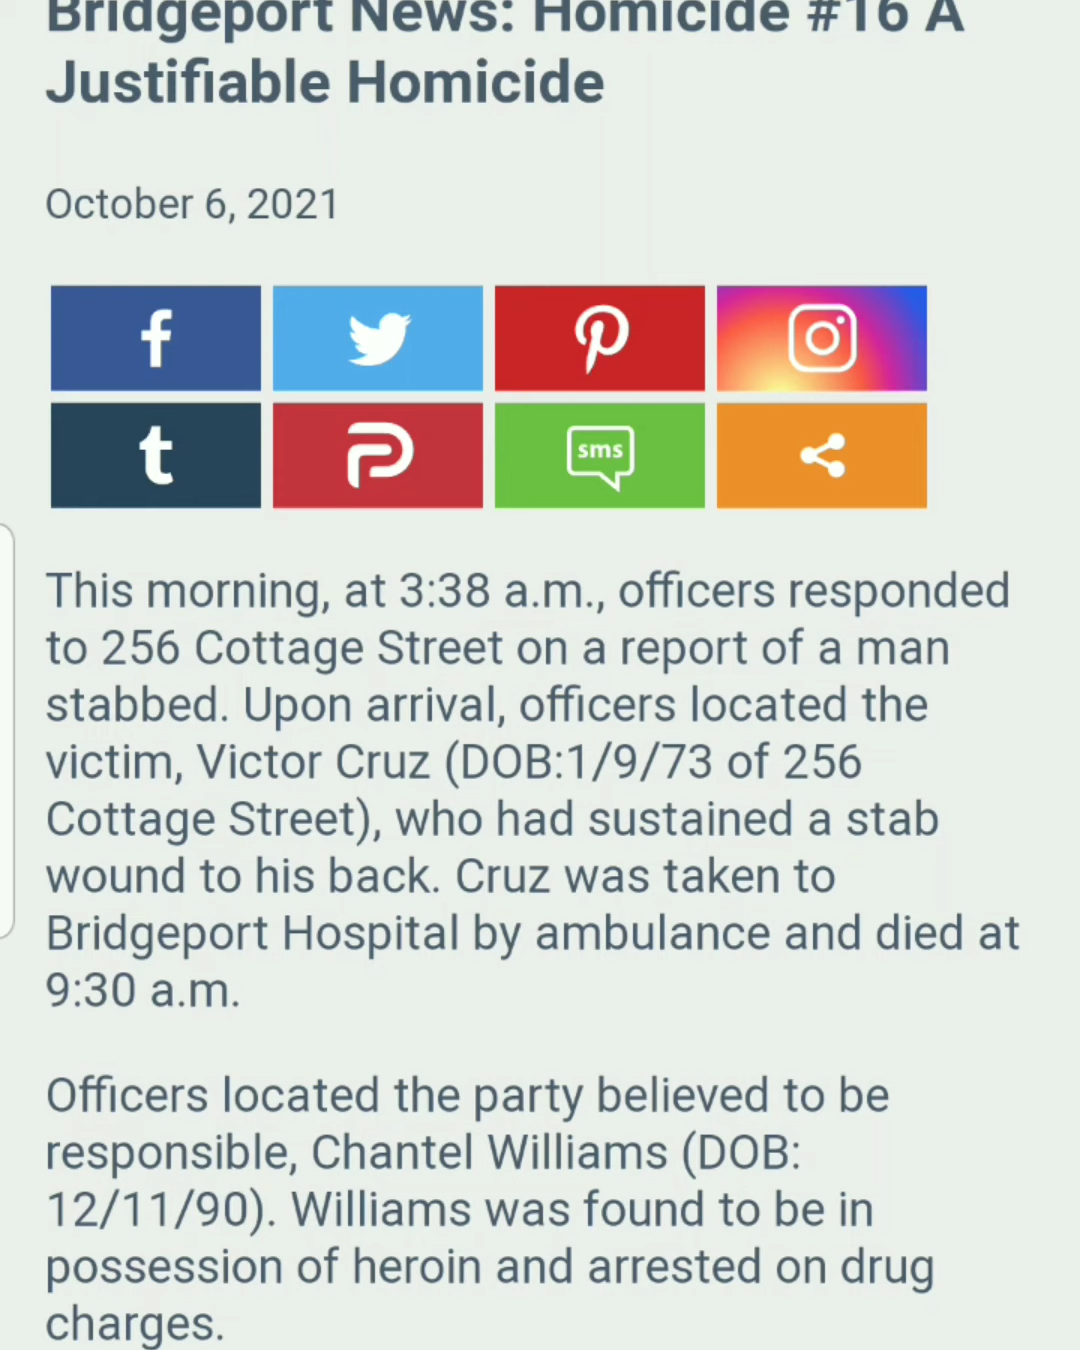 Bridgeport News: Homicide #16 A
Justifiable Homicide
October 6, 2021
f
t
sms
This morning, at 3:38 a.m., officers responded
to 256 Cottage Street on a report of a man
stabbed. Upon arrival, officers located the
victim, Victor Cruz (DOB:1/9/73 of 256
Cottage Street), who had sustained a stab
wound to his back. Cruz was taken to
Bridgeport Hospital by ambulance and died at
9:30 a.m.
Officers located the party believed to be
responsible, Chantel Williams (DOB:
12/11/90). Williams was found to be in
possession of heroin and arrested on drug
charges.